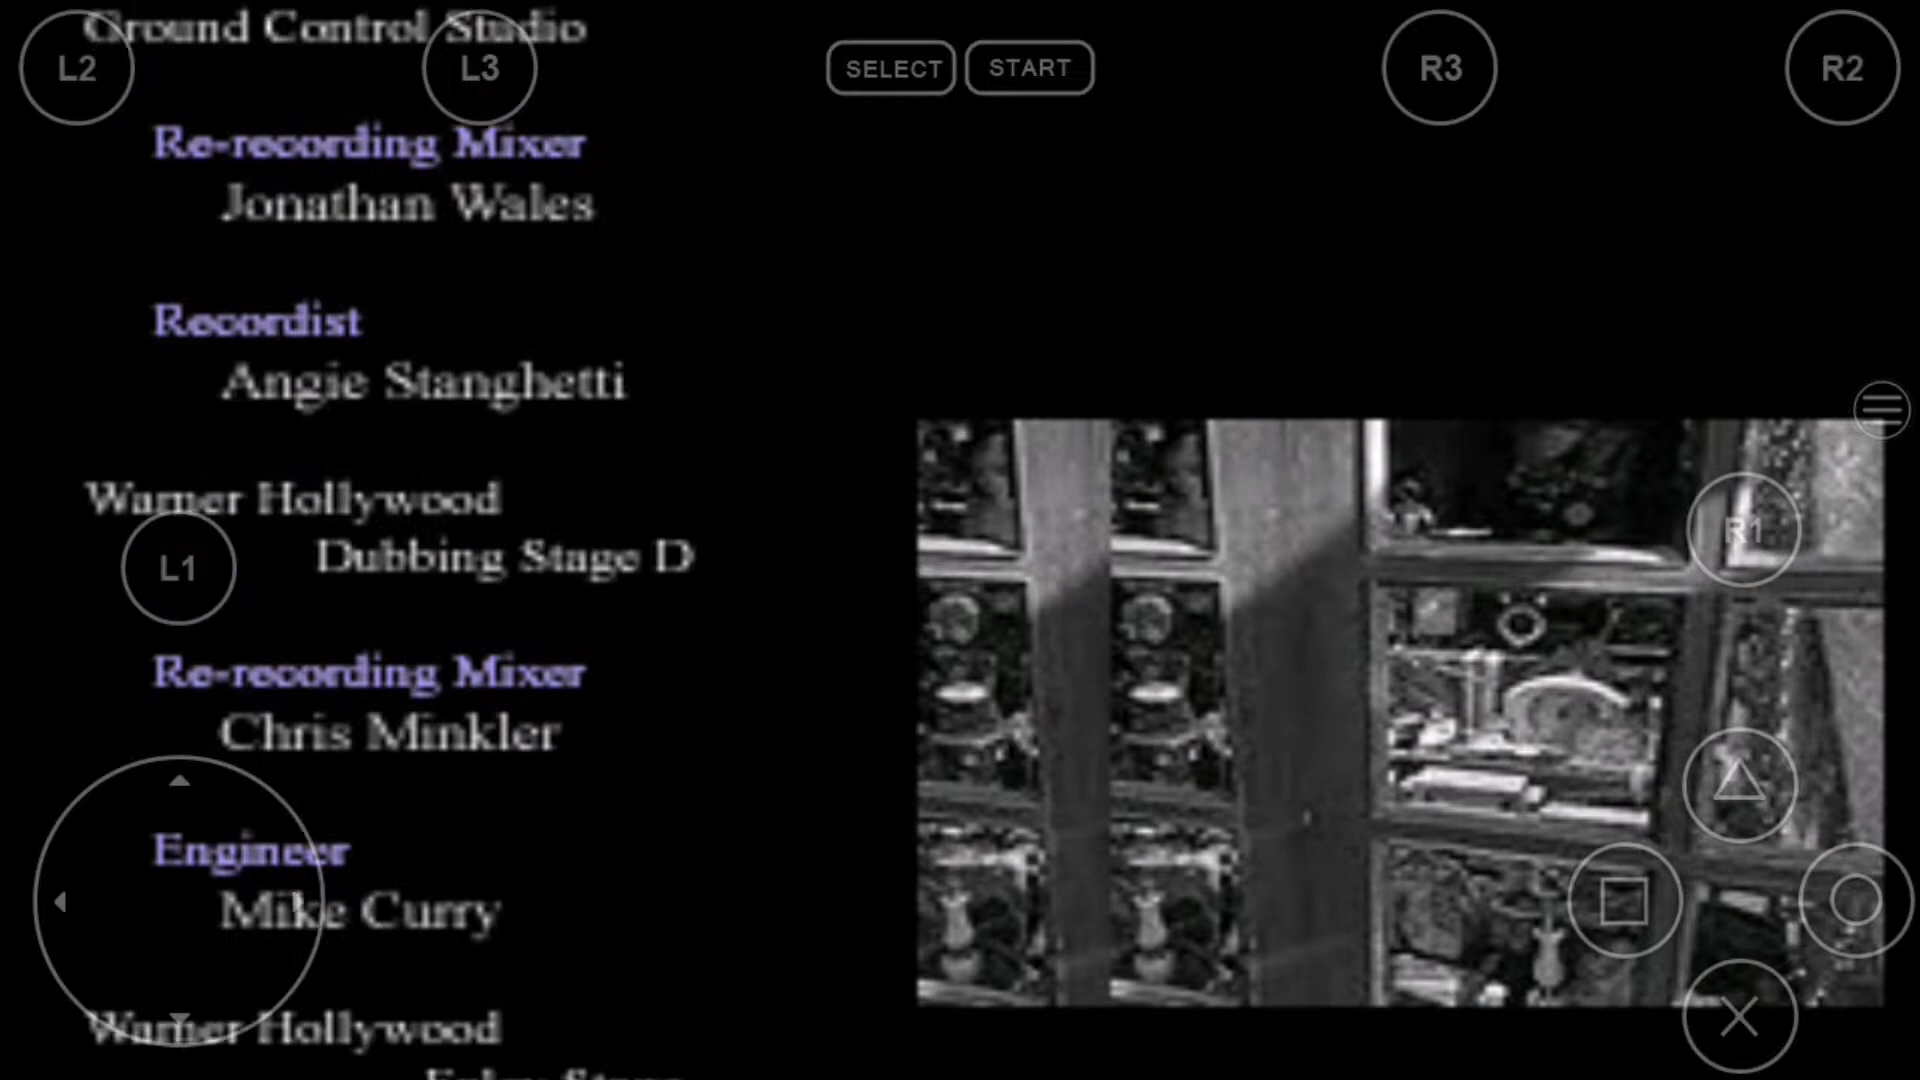 Ground Control Studio
L2
L3
SELECT
START
R3
R2
Re-recording Mixer
Jonathan Wales
Recordist
Angie Stanghetti
Warner Hollywood
Dubbing Stage D
L1
R1
Re-recording Mixer
Chris Minkler
Engineer
Mike Curry
Warner Hollywood